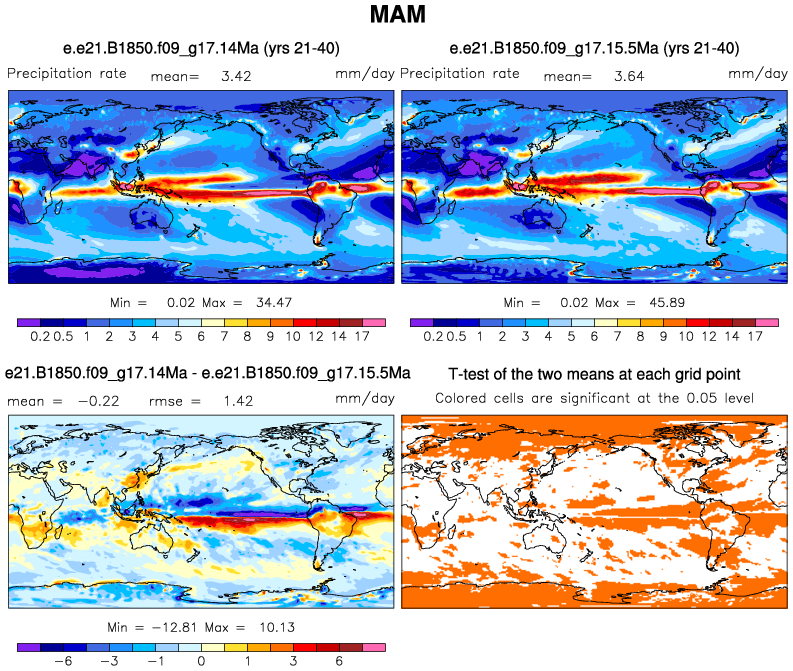 MAM
e.e21.B1850.f09_g17.14Ma (yrs 21-40)
Precipitation rate mean= 3.42 mm/day
Min = 0.02 Max = 34.47
0.2 0.5 1 2 3 4 5 6 7 8 9 10 12 14 17
e.e21.B1850.f09_g17.15.5Ma (yrs 21-40)
Precipitation rate mean= 3.64 mm/day
Min = 0.02 Max = 45.89
0.2 0.5 1 2 3 4 5 6 7 8 9 10 12 14 17
e21.B1850.f09_g17.14Ma - e.e21.B1850.f09_g17.15.5Ma
mean = -0.22 rmse = 1.42 mm/day
Min = -12.81 Max = 10.13
-6 -3 -1 0 1 3 6
T-test of the two means at each grid point
Colored cells are significant at the 0.05 level